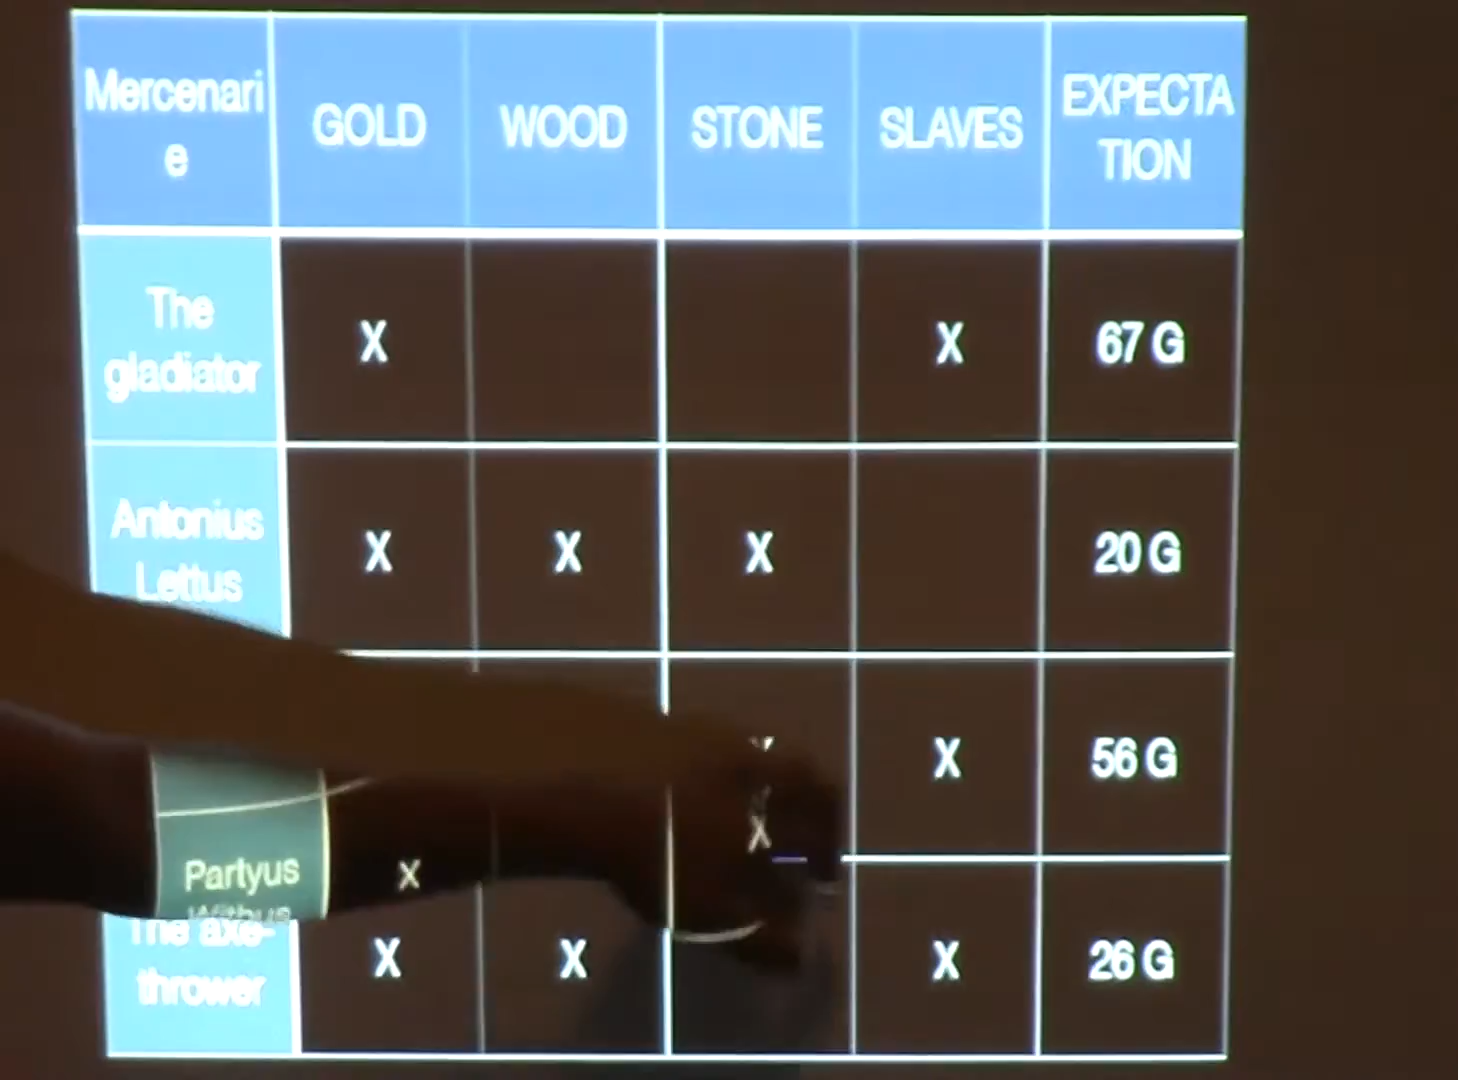 Mercenari
e
GOLD
WOOD
STONE
SLAVES
EXPECTA
TION
The
gladiator
X
X
67 G
Antonius
Lettus
X
X
X
20 G
Partyus
Withus
X
X
X
56 G
The axe-
thrower
X
X
X
26 G